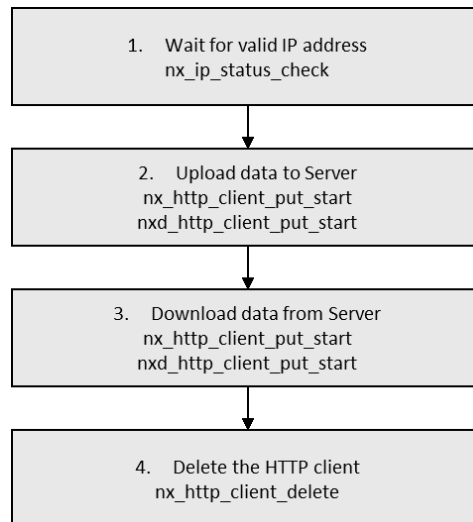 1. Wait for valid IP address
nx_ip_status_check
2. Upload data to Server
nx_http_client_put_start
nxd_http_client_put_start
3. Download data from Server
nx_http_client_put_start
nxd_http_client_put_start
4. Delete the HTTP client
nx_http_client_delete